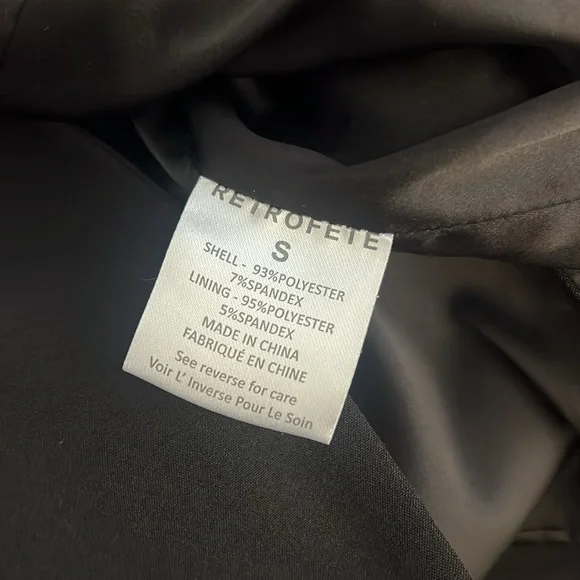 RETROFETE
S
SHELL - 93%POLYESTER
7%SPANDEX
LINING - 95%POLYESTER
5%SPANDEX
MADE IN CHINA
FABRIQUÉ EN CHINE
See reverse for care
Voir L' Inverse Pour Le Soin